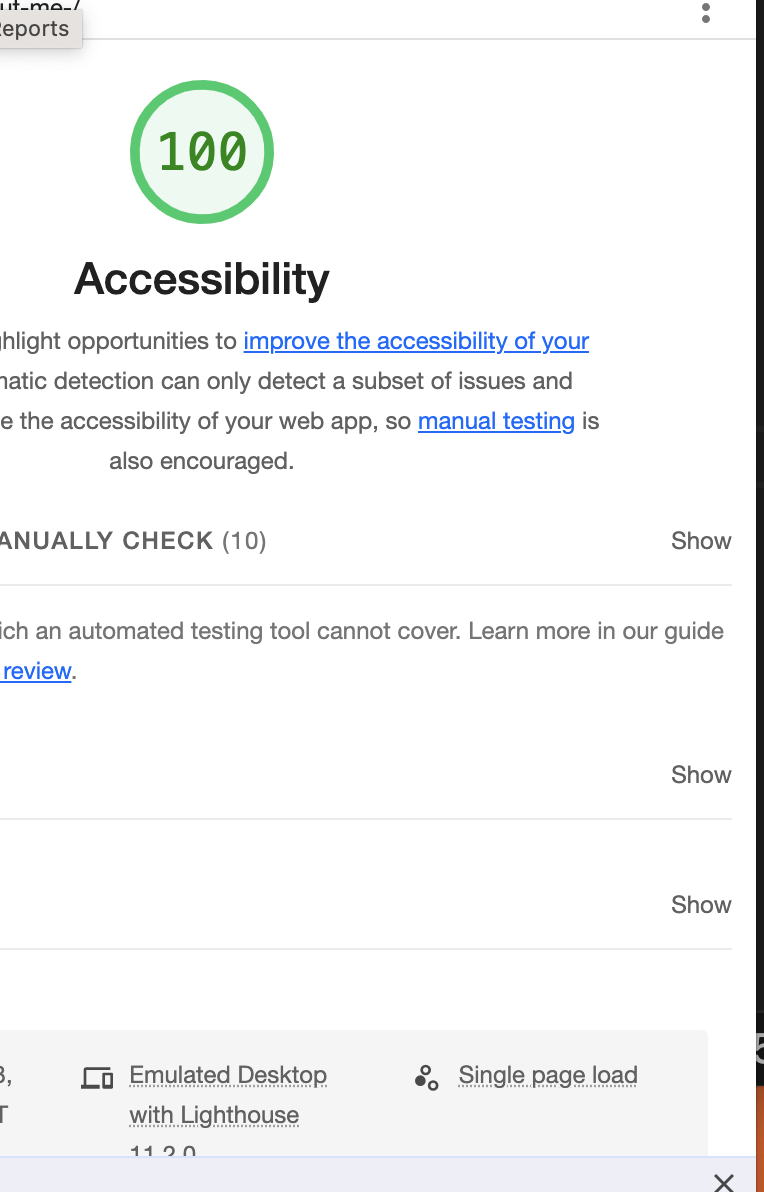 ut-me-/
Reports
100
Accessibility
hlight opportunities to improve the accessibility of your
matic detection can only detect a subset of issues and
e the accessibility of your web app, so manual testing is
also encouraged.
ANUALLY CHECK (10)
Show
ich an automated testing tool cannot cover. Learn more in our guide
review.
Show
Show
3,
T
Emulated Desktop
with Lighthouse
11.2.0
Single page load
5